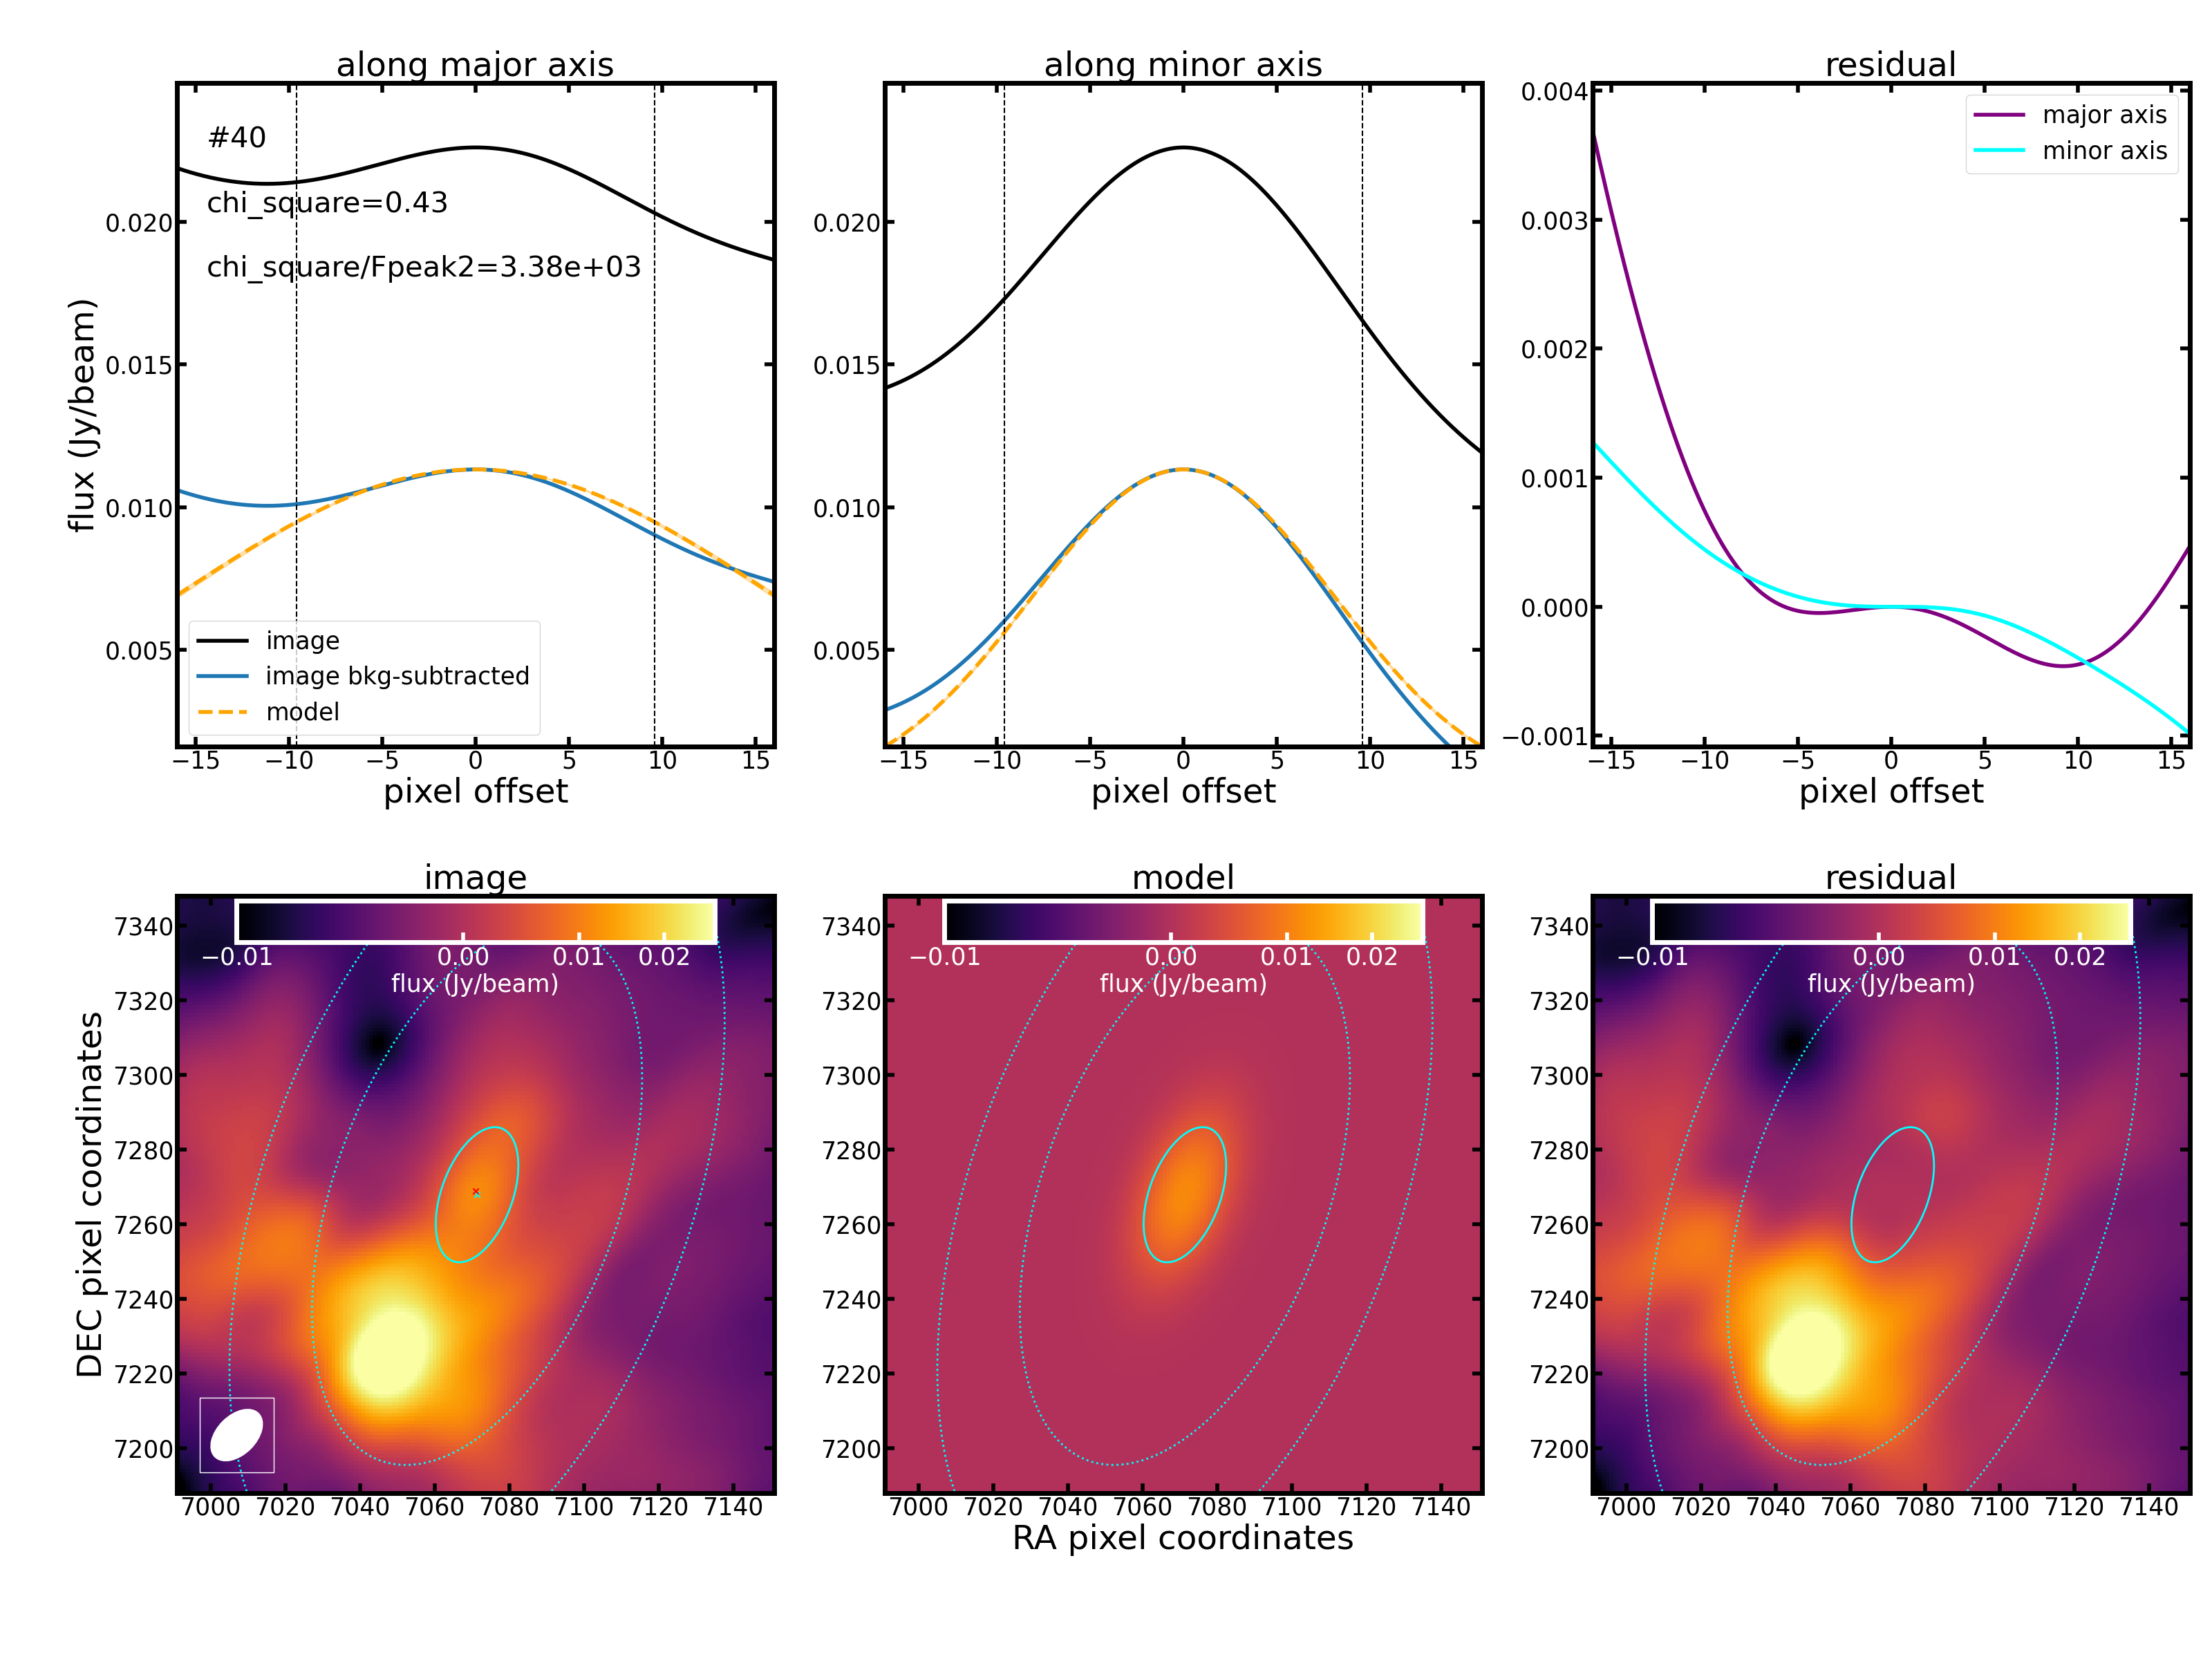 along major axis
along minor axis
residual
#40
chi_square=0.43
chi_square/Fpeak2=3.38e+03
flux (Jy/beam)
0.020
0.015
0.010
0.005
image
image bkg-subtracted
model
−15 −10 −5 0 5 10 15
pixel offset
0.020
0.015
0.010
0.005
−15 −10 −5 0 5 10 15
pixel offset
0.004
0.003
0.002
0.001
0.000
−0.001
major axis
minor axis
−15 −10 −5 0 5 10 15
pixel offset
image
model
residual
DEC pixel coordinates
7340
7320
7300
7280
7260
7240
7220
7200
−0.01 0.00 0.01 0.02
flux (Jy/beam)
7000 7020 7040 7060 7080 7100 7120 7140
7340
7320
7300
7280
7260
7240
7220
7200
−0.01 0.00 0.01 0.02
flux (Jy/beam)
7000 7020 7040 7060 7080 7100 7120 7140
RA pixel coordinates
7340
7320
7300
7280
7260
7240
7220
7200
−0.01 0.00 0.01 0.02
flux (Jy/beam)
7000 7020 7040 7060 7080 7100 7120 7140